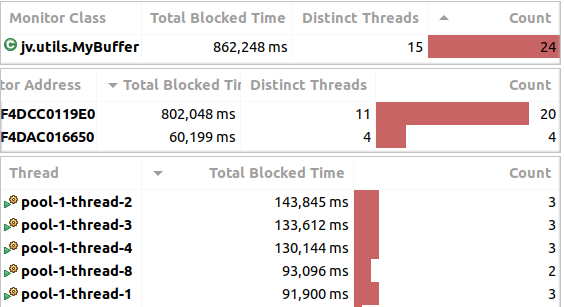 Monitor Class Total Blocked Time Distinct Threads Count
jv.utils.MyBuffer 862,248 ms 15 24
tor Address Total Blocked Tir Distinct Threads Count
F4DCC0119E0 802,048 ms 11 20
F4DAC016650 60,199 ms 4 4
Thread Total Blocked Time Count
pool-1-thread-2 143,845 ms 3
pool-1-thread-3 133,612 ms 3
pool-1-thread-4 130,144 ms 3
pool-1-thread-8 93,096 ms 2
pool-1-thread-1 91,900 ms 3